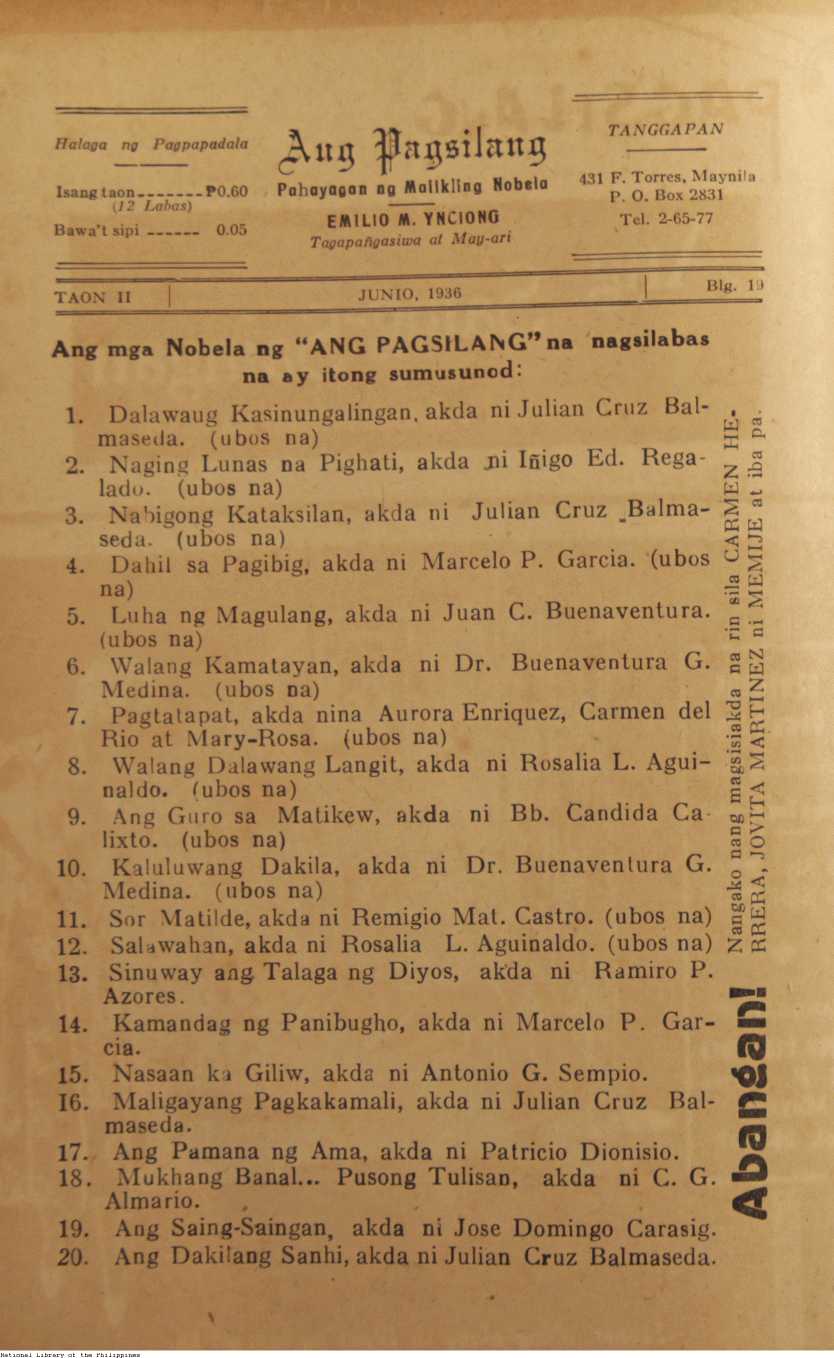 Halaga ng Pagpapadala
Isang taon-------₱0.60
(12 Labas)
Bawa't sipi ------ 0.05
Ang Pagsilang
Pahayagan ng Maiikling Nobela
EMILIO M. YNCIONG
Tagapañgasiwa at May-ari
TANGGAPAN
431 F. Torres, Maynila
P. O. Box 2831
Tel. 2-65-77
TAON II
JUNIO, 1936
Blg. 19
Ang mga Nobela ng “ANG PAGSILANG” na nagsilabas
na ay itong sumusunod:
1. Dalawaug Kasinungalingan, akda ni Julian Cruz Bal-
maseda. (ubos na)
2. Naging Lunas na Pighati, akda ni Iñigo Ed. Rega-
lado. (ubos na)
3. Nabigong Kataksilan, akda ni Julian Cruz Balma-
seda. (ubos na)
4. Dahil sa Pagibig, akda ni Marcelo P. Garcia. (ubos
na)
5. Luha ng Magulang, akda ni Juan C. Buenaventura.
(ubos na)
6. Walang Kamatayan, akda ni Dr. Buenaventura G.
Medina. (ubos na)
7. Pagtatapat, akda nina Aurora Enriquez, Carmen del
Rio at Mary-Rosa. (ubos na)
8. Walang Dalawang Langit, akda ni Rosalia L. Agui-
naldo. (ubos na)
9. Ang Guro sa Matikew, akda ni Bb. Candida Ca-
lixto. (ubos na)
10. Kaluluwang Dakila, akda ni Dr. Buenaventura G.
Medina. (ubos na)
11. Sor Matilde, akda ni Remigio Mat. Castro. (ubos na)
12. Salawahan, akda ni Rosalia L. Aguinaldo. (ubos na)
13. Sinuway ang Talaga ng Diyos, akda ni Ramiro P.
Azores.
14. Kamandag ng Panibugho, akda ni Marcelo P. Gar-
cia.
15. Nasaan ka Giliw, akda ni Antonio G. Sempio.
16. Maligayang Pagkakamali, akda ni Julian Cruz Bal-
maseda.
17. Ang Pamana ng Ama, akda ni Patricio Dionisio.
18. Mukhang Banal... Pusong Tulisan, akda ni C. G.
Almario.
19. Ang Saing-Saingan, akda ni Jose Domingo Carasig.
20. Ang Dakilang Sanhi, akda ni Julian Cruz Balmaseda.
Abangan!
Nangako nang magsisiakda na rin sila CARMEN HE-
RRERA, JOVITA MARTINEZ ni MEMIJE at iba pa.
National Library of the Philippines